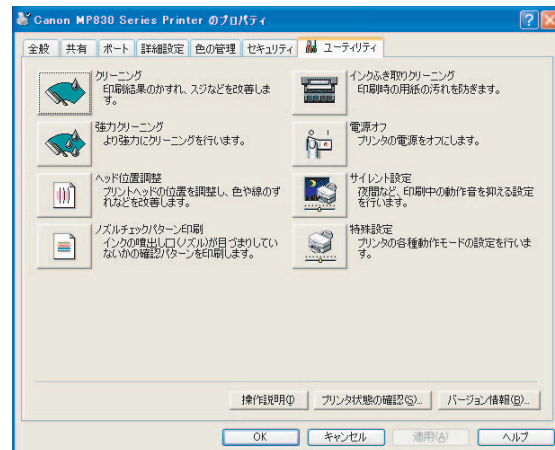 Canon MP830 Series Printer のプロパティ
全般 共有 ポート 詳細設定 色の管理 セキュリティ ユーティリティ
クリーニング
印刷結果のかすれ、スジなどを改善しま
す。
強力クリーニング
より強力にクリーニングを行います。
ヘッド位置調整
プリントヘッドの位置を調整し、色や線のず
れなどを改善します。
ノズルチェックパターン印刷
インクの噴出し口(ノズル)が目づまりしてい
ないかの確認パターンを印刷します。
インクふき取りクリーニング
印刷時の用紙の汚れを防ぎます。
電源オフ
プリンタの電源をオフにします。
サイレント設定
夜間など、印刷中の動作音を抑える設定
を行います。
特殊設定
プリンタの各種動作モードの設定を行いま
す。
操作説明(I) プリンタ状態の確認(S)... バージョン情報(B)...
OK キャンセル 適用(A) ヘルプ